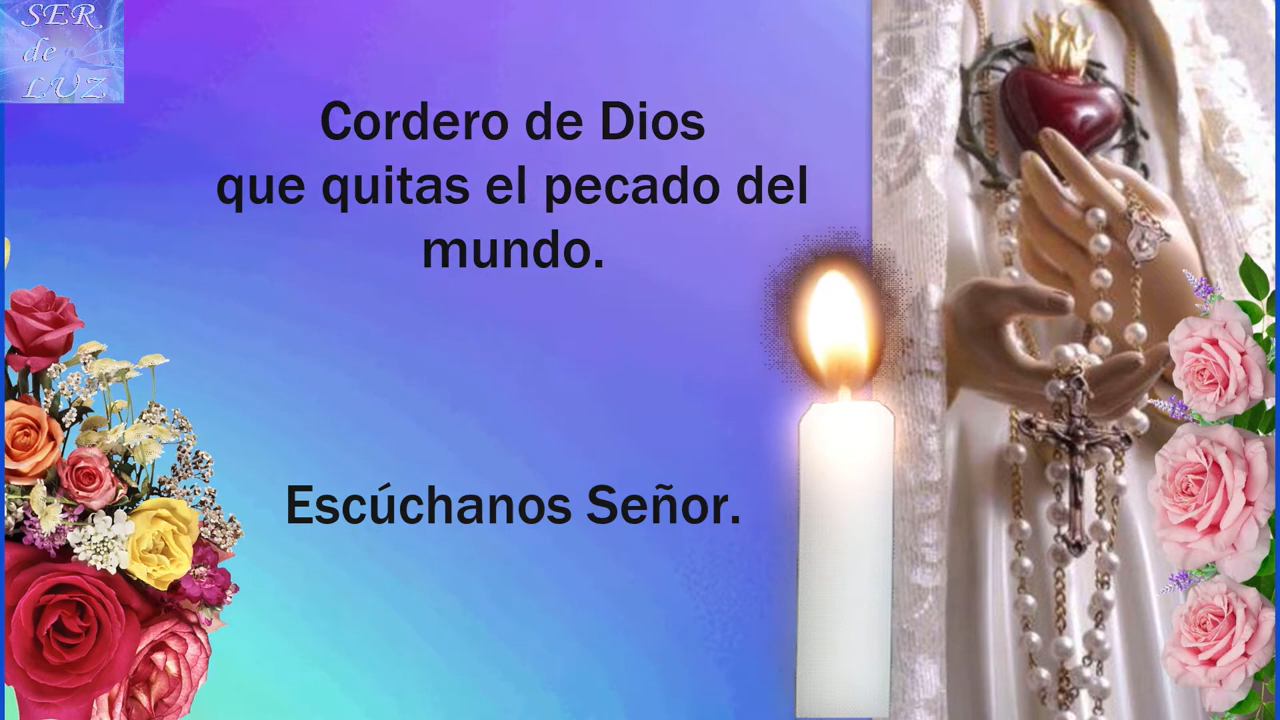 SER
de
LUZ
Cordero de Dios
que quitas el pecado del
mundo.
Escúchanos Señor.